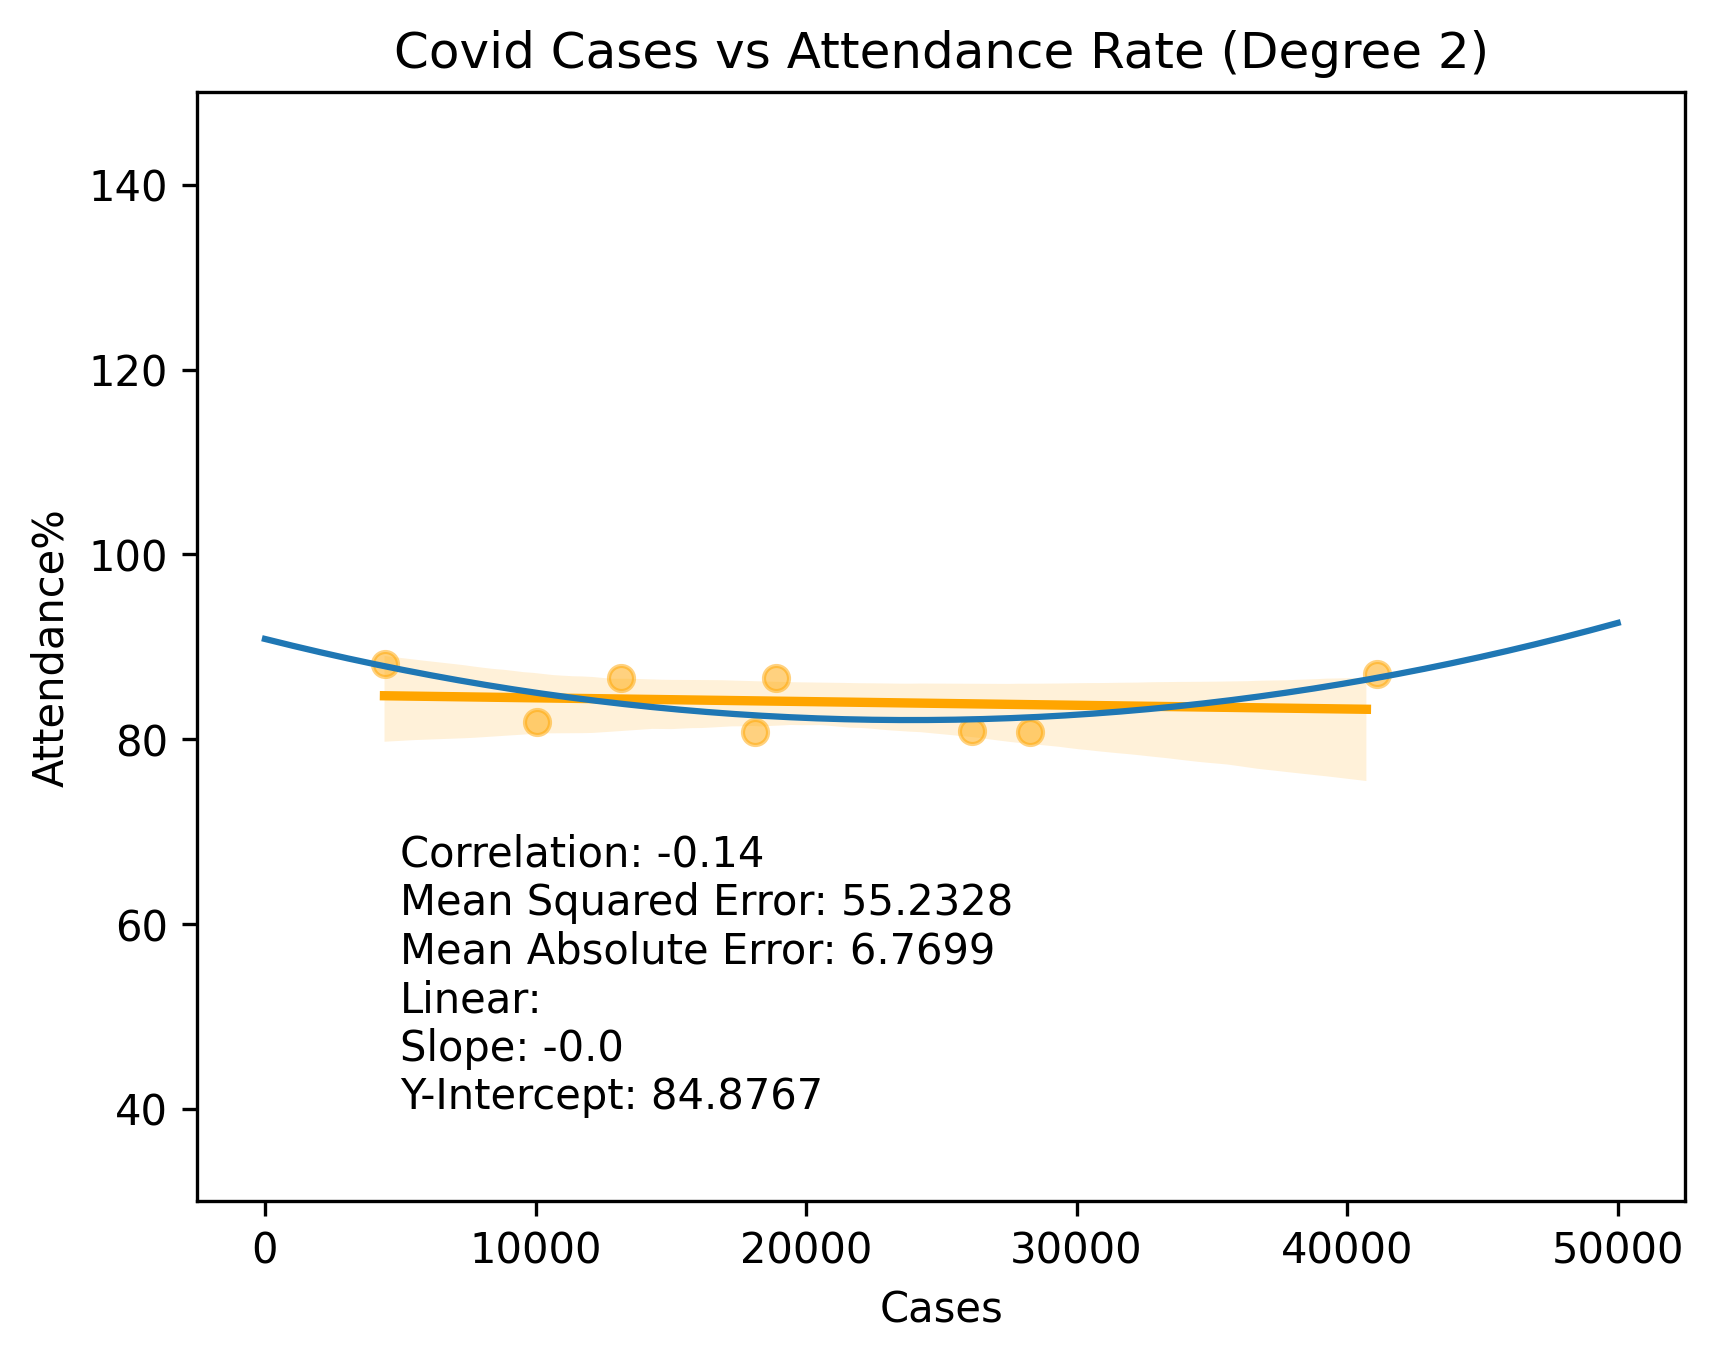 Covid Cases vs Attendance Rate (Degree 2)
140
120
100
80
60
40
Attendance%
Correlation: -0.14
Mean Squared Error: 55.2328
Mean Absolute Error: 6.7699
Linear:
Slope: -0.0
Y-Intercept: 84.8767
0 10000 20000 30000 40000 50000
Cases